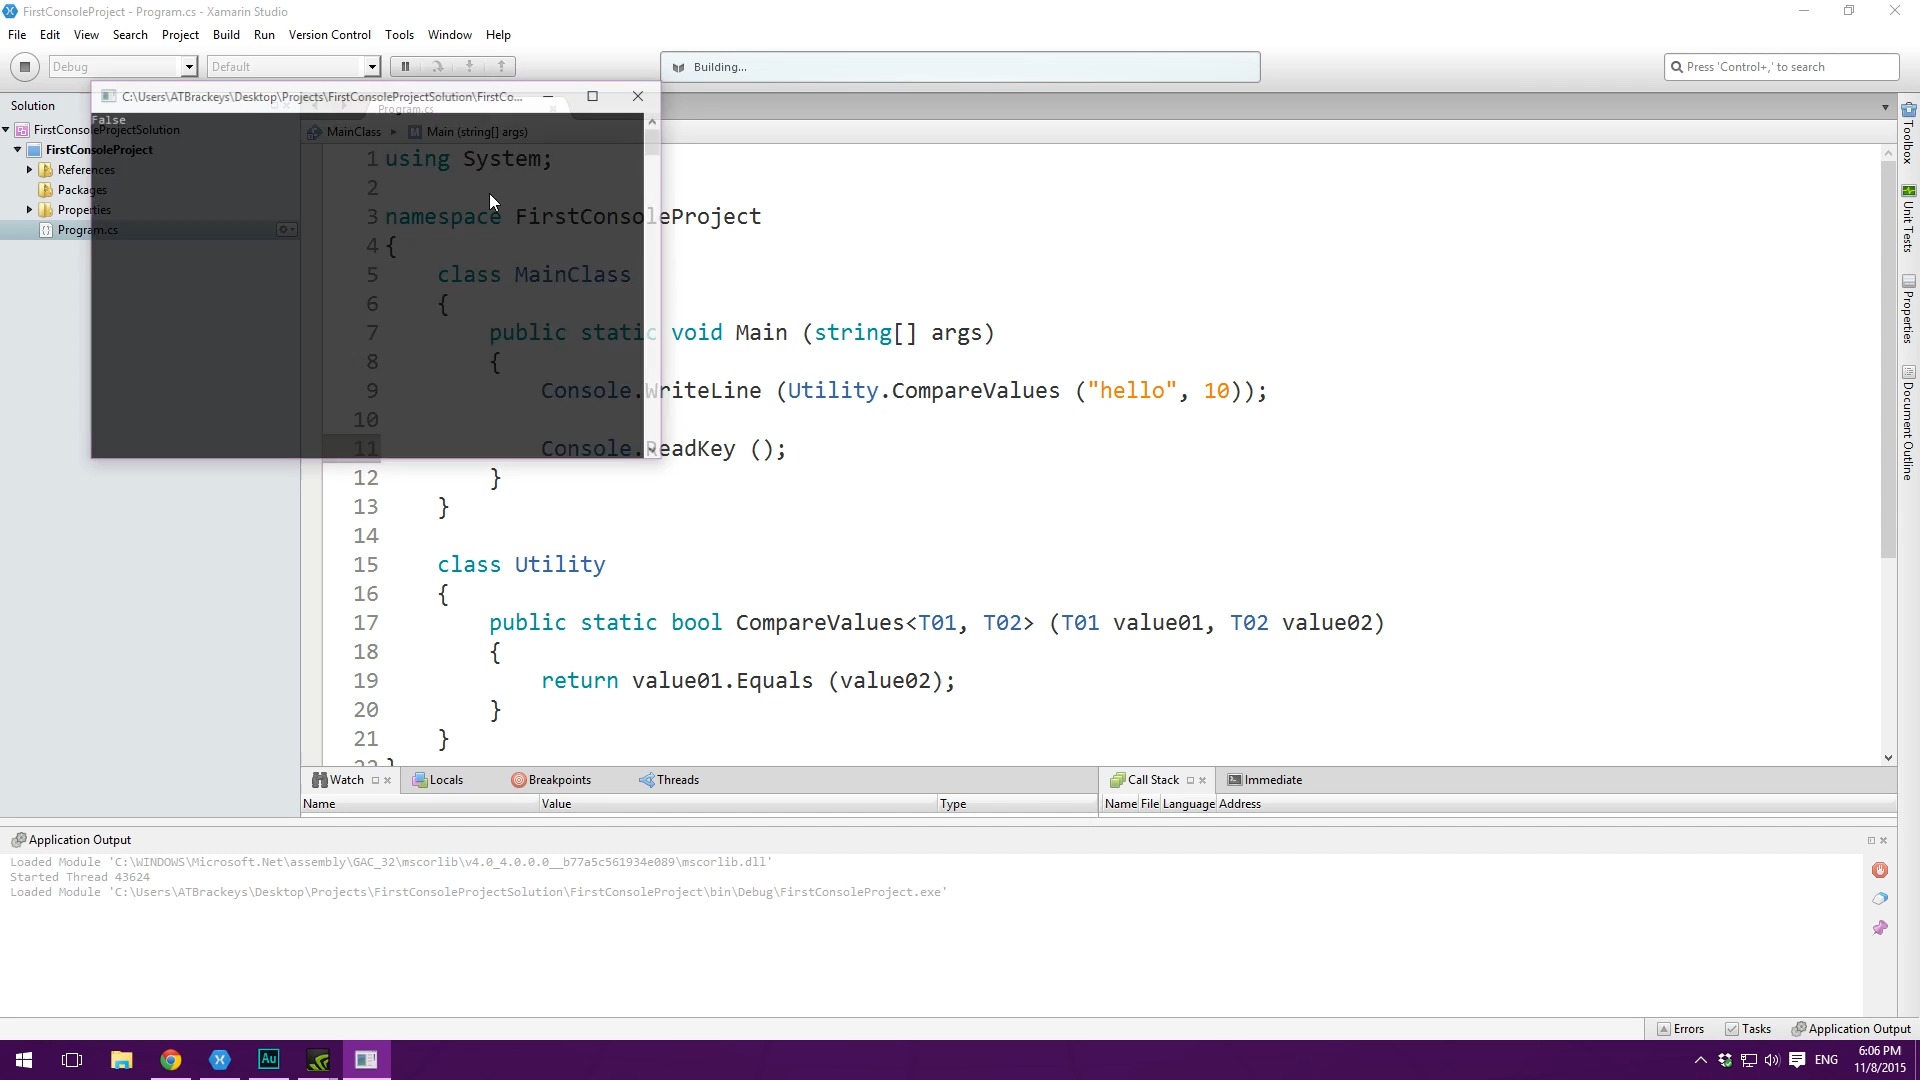 FirstConsoleProject - Program.cs - Xamarin Studio
File Edit View Search Project Build Run Version Control Tools Window Help
Debug Default Building... Press 'Control+,' to search
C:\Users\ATBrackeys\Desktop\Projects\FirstConsoleProjectSolution\FirstCo...
Solution
Program.cs
False
FirstConsoleProjectSolution
MainClass Main (string[] args)
FirstConsoleProject
References
Packages
Properties
Program.cs
1 using System;
2
3 namespace FirstConsoleProject
4 {
5 class MainClass
6 {
7 public static void Main (string[] args)
8 {
9 Console.WriteLine (Utility.CompareValues ("hello", 10));
10
11 Console.ReadKey ();
12 }
13 }
14
15 class Utility
16 {
17 public static bool CompareValues<T01, T02> (T01 value01, T02 value02)
18 {
19 return value01.Equals (value02);
20 }
21 }
22 }
Toolbox
Unit Tests
Properties
Document Outline
Watch Locals Breakpoints Threads Call Stack Immediate
Name Value Type Name File Language Address
Application Output
Loaded Module 'C:\WINDOWS\Microsoft.Net\assembly\GAC_32\mscorlib\v4.0_4.0.0.0__b77a5c561934e089\mscorlib.dll'
Started Thread 43624
Loaded Module 'C:\Users\ATBrackeys\Desktop\Projects\FirstConsoleProjectSolution\FirstConsoleProject\bin\Debug\FirstConsoleProject.exe'
Errors Tasks Application Output
Au
ENG
6:06 PM
11/8/2015